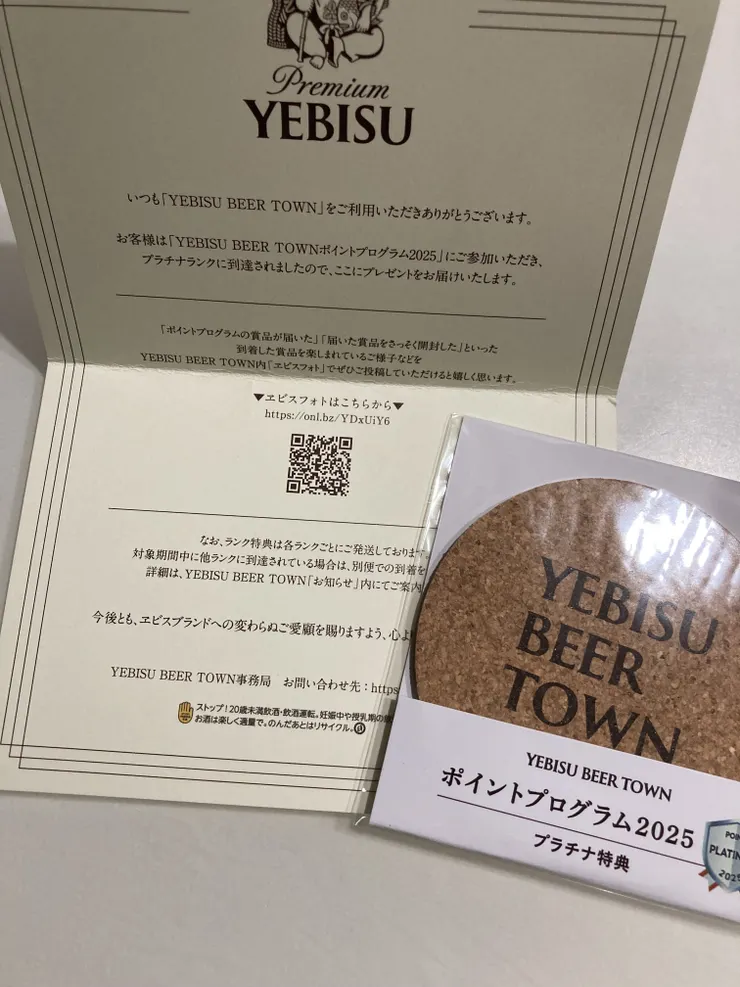 Premium
YEBISU
いつも「YEBISU BEER TOWN」をご利用いただきありがとうございます。
お客様は「YEBISU BEER TOWNポイントプログラム2025」にご参加いただき、
プラチナランクに到達されましたので、ここにプレゼントをお届けいたします。
「ポイントプログラムの賞品が届いた」「届いた賞品をさっそく開封した」といった
到着した賞品を楽しまれているご様子などを
YEBISU BEER TOWN内「ヱビスフォト」でぜひご投稿していただけると嬉しく思います。
▼ヱビスフォトはこちらから▼
https://onl.bz/YDxUiY6
なお、ランク特典は各ランクごとにご発送しております。
対象期間中に他ランクに到達されている場合は、別便での到着を
詳細は、YEBISU BEER TOWN「お知らせ」内にてご案内
今後とも、ヱビスブランドへの変わらぬご愛顧を賜りますよう、心よ
YEBISU BEER TOWN事務局 お問い合わせ先：https
ストップ!20歳未満飲酒・飲酒運転。妊娠中や授乳期の
お酒は楽しく適量で。のんだあとはリサイクル。
YEBISU
BEER
TOWN
YEBISU BEER TOWN
ポイントプログラム2025
プラチナ特典
POIN
PLATIN
2025